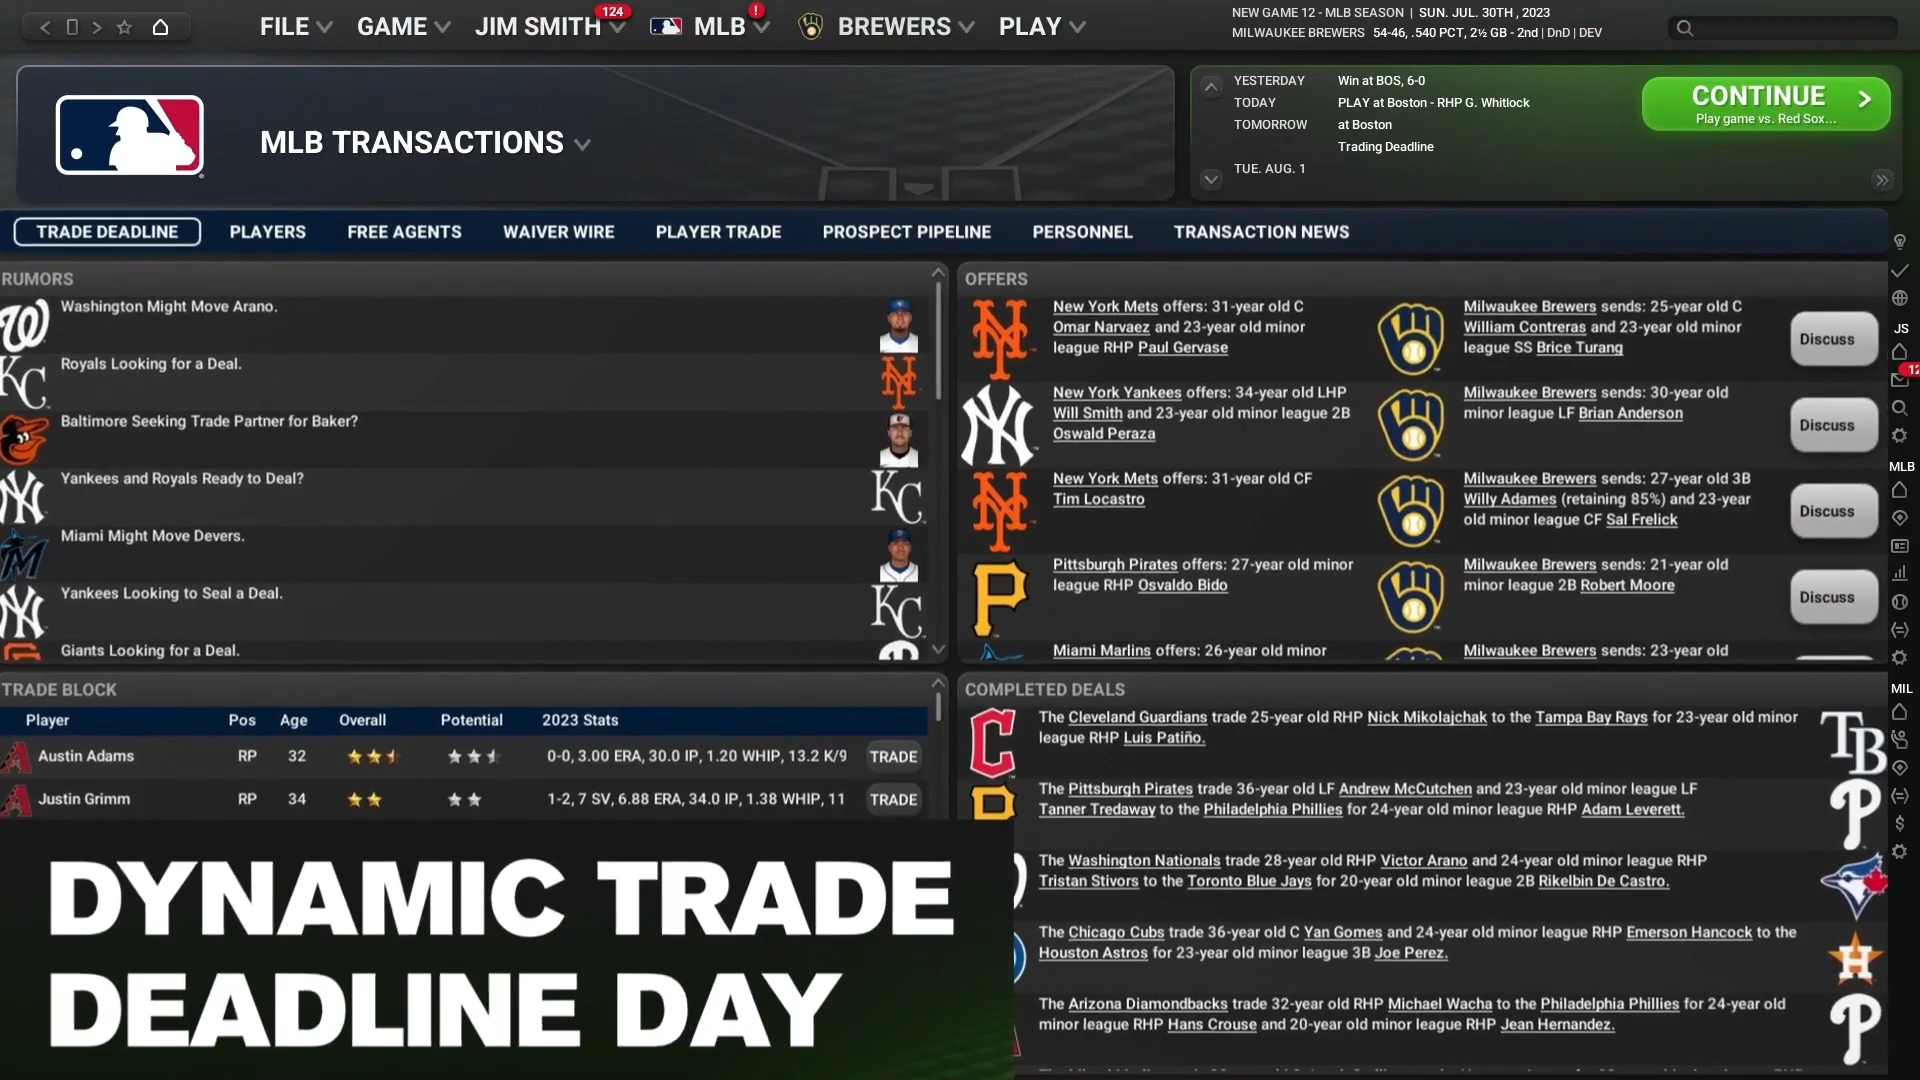 FILE GAME JIM SMITH 124 MLB ! BREWERS PLAY
NEW GAME 12 - MLB SEASON | SUN. JUL. 30TH , 2023
MILWAUKEE BREWERS 54-46, .540 PCT, 2½ GB - 2nd | DnD | DEV
MLB TRANSACTIONS
YESTERDAY Win at BOS, 6-0
TODAY PLAY at Boston - RHP G. Whitlock
TOMORROW at Boston
Trading Deadline
TUE. AUG. 1
CONTINUE
Play game vs. Red Sox...
TRADE DEADLINE PLAYERS FREE AGENTS WAIVER WIRE PLAYER TRADE PROSPECT PIPELINE PERSONNEL TRANSACTION NEWS
RUMORS
Washington Might Move Arano.
Royals Looking for a Deal.
Baltimore Seeking Trade Partner for Baker?
Yankees and Royals Ready to Deal?
Miami Might Move Devers.
Yankees Looking to Seal a Deal.
Giants Looking for a Deal.
OFFERS
New York Mets offers: 31-year old C
Omar Narvaez and 23-year old minor
league RHP Paul Gervase
Milwaukee Brewers sends: 25-year old C
William Contreras and 23-year old minor
league SS Brice Turang
Discuss
New York Yankees offers: 34-year old LHP
Will Smith and 23-year old minor league 2B
Oswald Peraza
Milwaukee Brewers sends: 30-year old
minor league LF Brian Anderson
Discuss
New York Mets offers: 31-year old CF
Tim Locastro
Milwaukee Brewers sends: 27-year old 3B
Willy Adames (retaining 85%) and 23-year
old minor league CF Sal Frelick
Discuss
Pittsburgh Pirates offers: 27-year old minor
league RHP Osvaldo Bido
Milwaukee Brewers sends: 21-year old
minor league 2B Robert Moore
Discuss
Miami Marlins offers: 26-year old minor
Milwaukee Brewers sends: 23-year old
TRADE BLOCK
Player Pos Age Overall Potential 2023 Stats
Austin Adams RP 32 0-0, 3.00 ERA, 30.0 IP, 1.20 WHIP, 13.2 K/9 TRADE
Justin Grimm RP 34 1-2, 7 SV, 6.88 ERA, 34.0 IP, 1.38 WHIP, 11 TRADE
COMPLETED DEALS
The Cleveland Guardians trade 25-year old RHP Nick Mikolajchak to the Tampa Bay Rays for 23-year old minor
league RHP Luis Patiño.
The Pittsburgh Pirates trade 36-year old LF Andrew McCutchen and 23-year old minor league LF
Tanner Tredaway to the Philadelphia Phillies for 24-year old minor league RHP Adam Leverett.
The Washington Nationals trade 28-year old RHP Victor Arano and 24-year old minor league RHP
Tristan Stivors to the Toronto Blue Jays for 20-year old minor league 2B Rikelbin De Castro.
The Chicago Cubs trade 36-year old C Yan Gomes and 24-year old minor league RHP Emerson Hancock to the
Houston Astros for 23-year old minor league 3B Joe Perez.
The Arizona Diamondbacks trade 32-year old RHP Michael Wacha to the Philadelphia Phillies for 24-year old
minor league RHP Hans Crouse and 20-year old minor league RHP Jean Hernandez.
JS
12
MLB
MIL
DYNAMIC TRADE
DEADLINE DAY